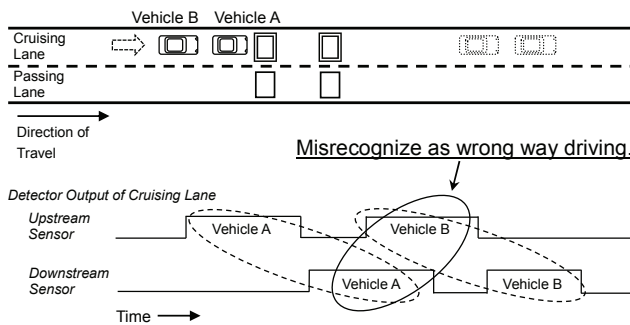 Vehicle B Vehicle A
Cruising
Lane
Passing
Lane
Direction of
Travel
Misrecognize as wrong way driving.
Detector Output of Cruising Lane
Upstream
Sensor
Vehicle A
Vehicle B
Downstream
Sensor
Vehicle A
Vehicle B
Time